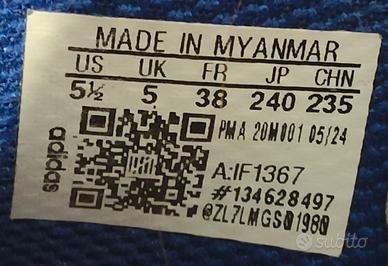 MADE IN MYANMAR
US UK FR JP CHN
5½ 5 38 240 235
PMA 20M001 05/24
A:IF1367
#134628497
@ZL7LMGS01980
adidas
subito